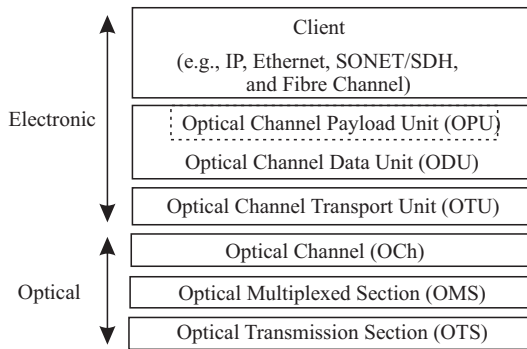 Client
(e.g., IP, Ethernet, SONET/SDH,
and Fibre Channel)
Electronic
Optical Channel Payload Unit (OPU)
Optical Channel Data Unit (ODU)
Optical Channel Transport Unit (OTU)
Optical
Optical Channel (OCh)
Optical Multiplexed Section (OMS)
Optical Transmission Section (OTS)